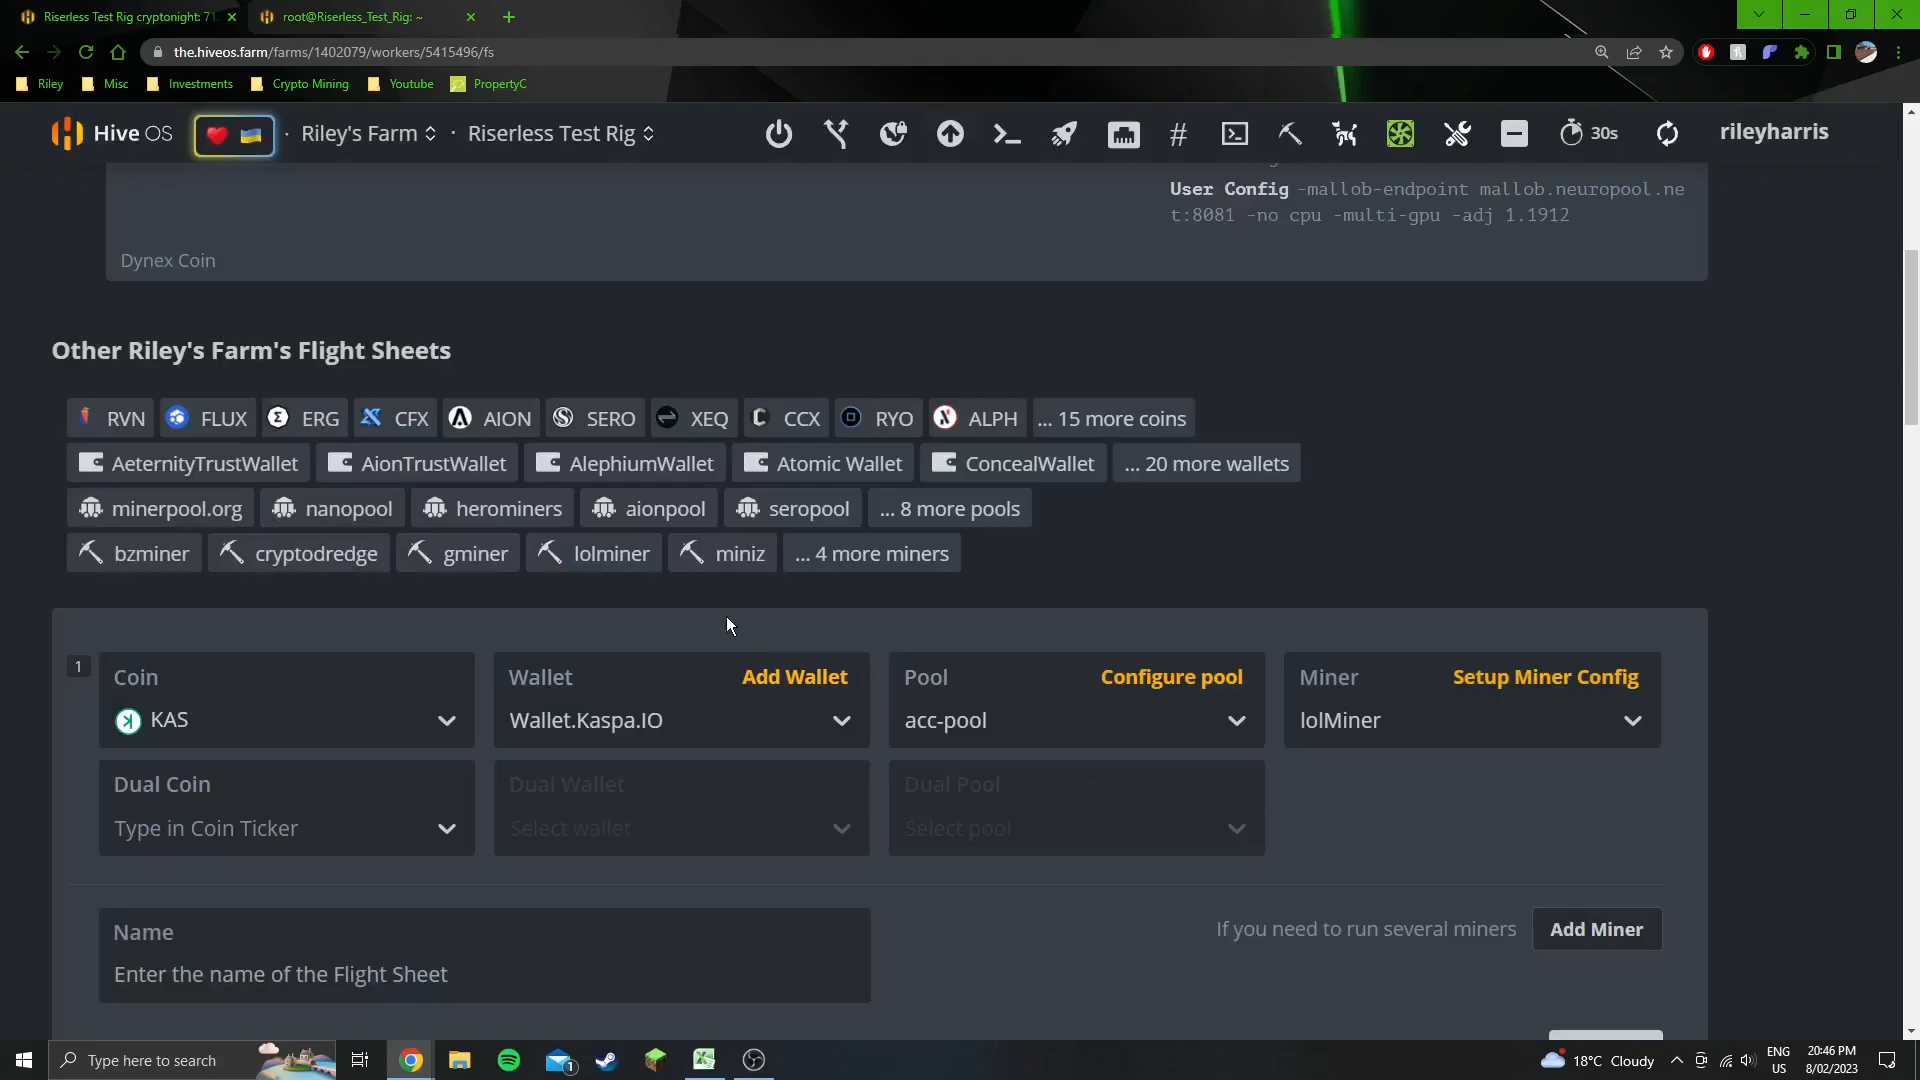 Riserless Test Rig cryptonight: 71.
root@Riserless_Test_Rig: ~
the.hiveos.farm/farms/1402079/workers/5415496/fs
Riley
Misc
Investments
Crypto Mining
Youtube
PropertyC
Hive OS
· Riley's Farm
· Riserless Test Rig
30s
rileyharris
User Config -mallob-endpoint mallob.neuropool.ne
t:8081 -no cpu -multi-gpu -adj 1.1912
Dynex Coin
Other Riley's Farm's Flight Sheets
RVN FLUX ERG CFX AION SERO XEQ CCX RYO ALPH ... 15 more coins
AeternityTrustWallet AionTrustWallet AlephiumWallet Atomic Wallet ConcealWallet ... 20 more wallets
minerpool.org nanopool herominers aionpool seropool ... 8 more pools
bzminer cryptodredge gminer lolminer miniz ... 4 more miners
1
Coin
KAS
Wallet Add Wallet
Wallet.Kaspa.IO
Pool Configure pool
acc-pool
Miner Setup Miner Config
lolMiner
Dual Coin
Type in Coin Ticker
Dual Wallet
Select wallet
Dual Pool
Select pool
Name
Enter the name of the Flight Sheet
If you need to run several miners Add Miner
Type here to search
1
18°C Cloudy
ENG
US
20:46 PM
8/02/2023